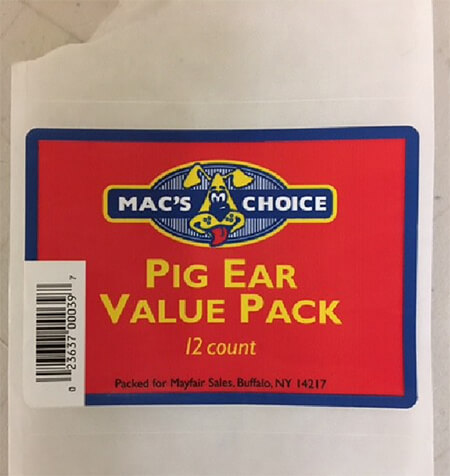 MAC'S CHOICE
PIG EAR
VALUE PACK
12 count
Packed for Mayfair Sales, Buffalo, NY 14217
0 23637 00039 7